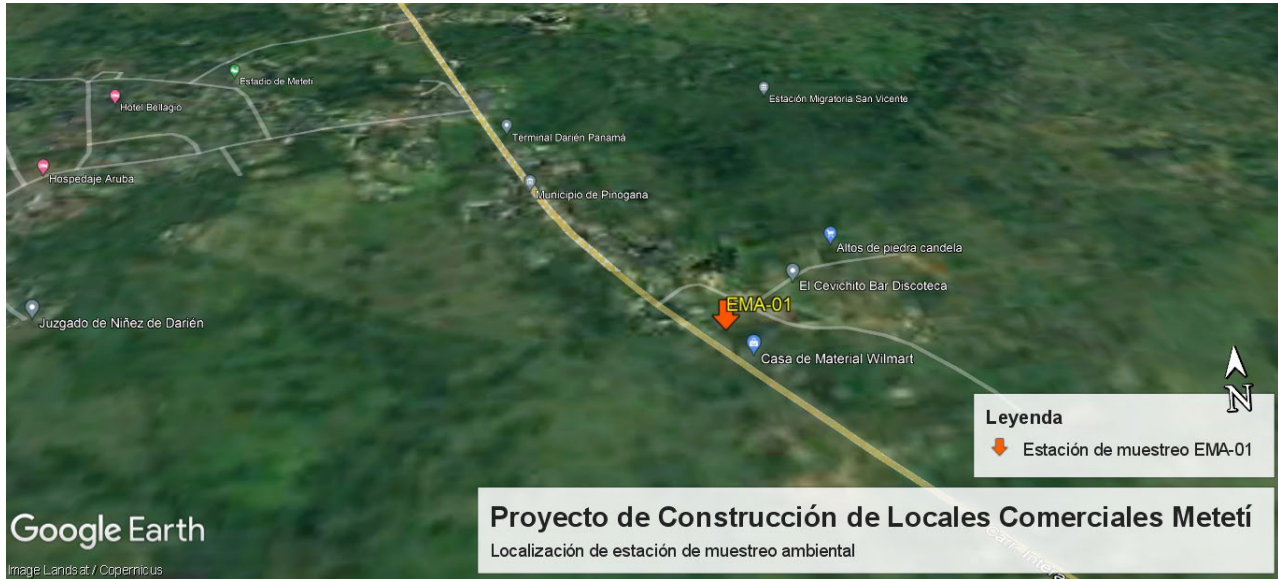 Estadio de Metetí
Hotel Bellagio
Estación Migratoria San Vicente
Terminal Darién Panamá
Hospedaje Aruba
Municipio de Pinogana
Altos de piedra candela
El Cevichito Bar Discoteca
EMA-01
Juzgado de Niñez de Darién
Casa de Material Wilmart
N
Leyenda
Estación de muestreo EMA-01
Proyecto de Construcción de Locales Comerciales Metetí
Localización de estación de muestreo ambiental
Carr. Intera
Google Earth
Image Landsat / Copernicus